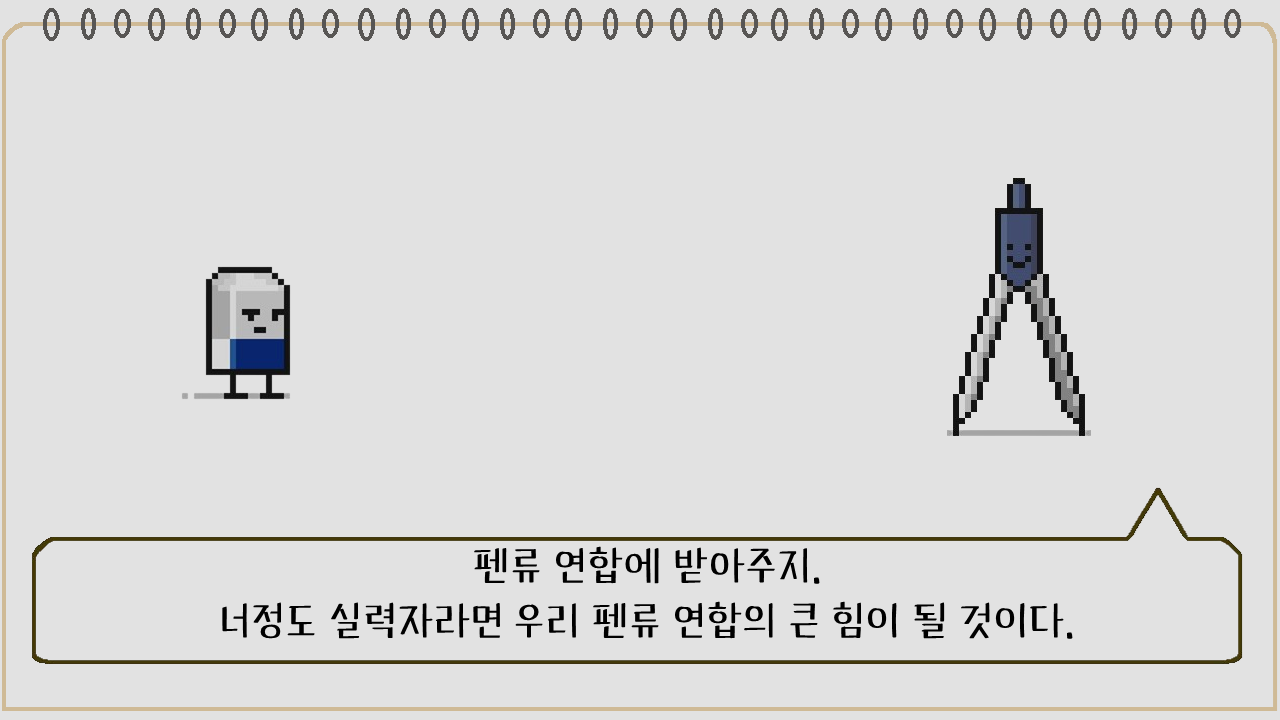 펜류 연합에 받아주지.
너정도 실력자라면 우리 펜류 연합의 큰 힘이 될 것이다.